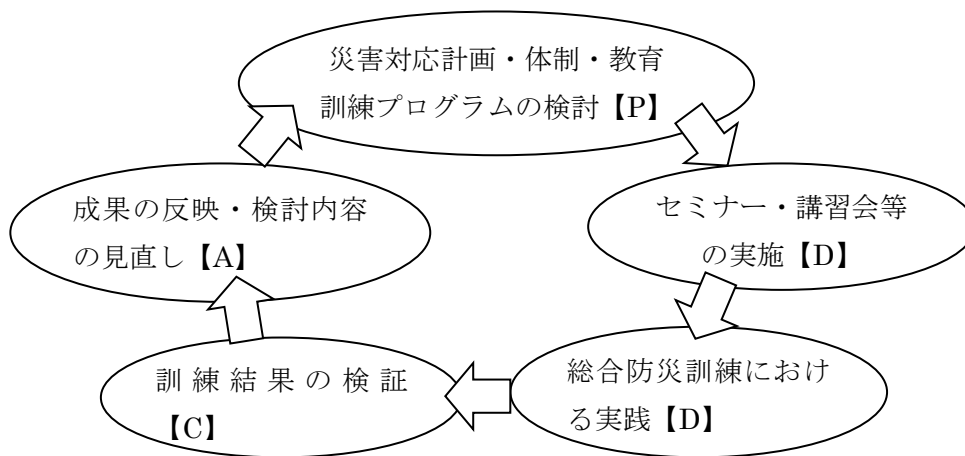 災害対応計画・体制・教育
訓練プログラムの検討【P】
セミナー・講習会等
の実施【D】
総合防災訓練におけ
る実践【D】
訓練結果の検証
【C】
成果の反映・検討内容
の見直し【A】